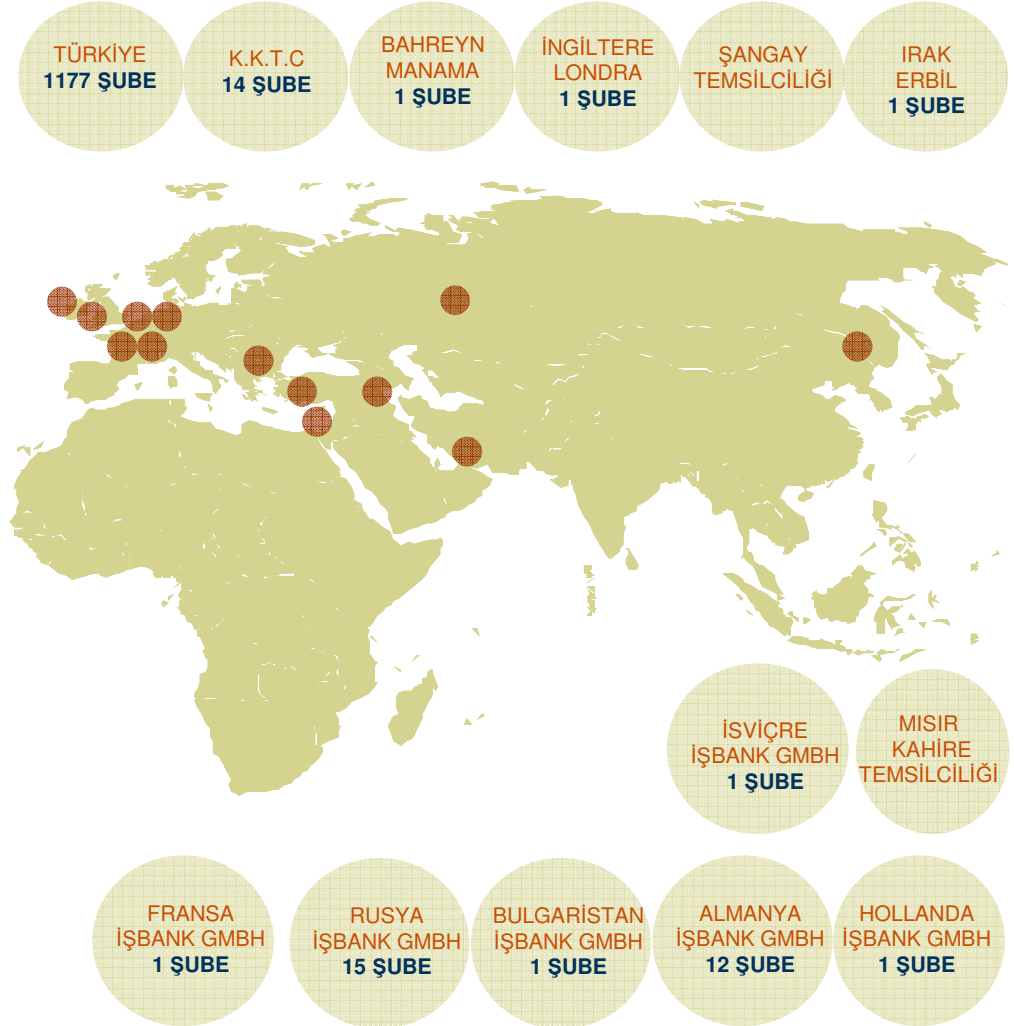 TÜRKİYE
1177 ŞUBE
K.K.T.C
14 ŞUBE
BAHREYN
MANAMA
1 ŞUBE
İNGİLTERE
LONDRA
1 ŞUBE
ŞANGAY
TEMSİLCİLİĞİ
IRAK
ERBİL
1 ŞUBE
İSVİÇRE
İŞBANK GMBH
1 ŞUBE
MISIR
KAHİRE
TEMSİLCİLİĞİ
FRANSA
İŞBANK GMBH
1 ŞUBE
RUSYA
İŞBANK GMBH
15 ŞUBE
BULGARİSTAN
İŞBANK GMBH
1 ŞUBE
ALMANYA
İŞBANK GMBH
12 ŞUBE
HOLLANDA
İŞBANK GMBH
1 ŞUBE